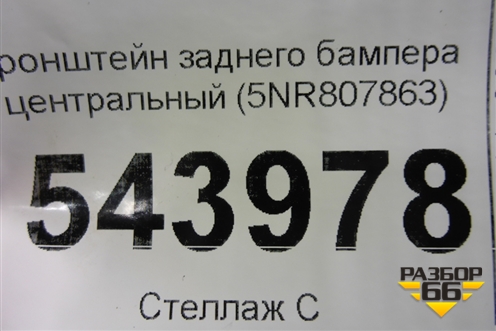 ронштейн заднего бампера
центральный (5NR807863)
543978
РАЗБОР
66
Стеллаж С